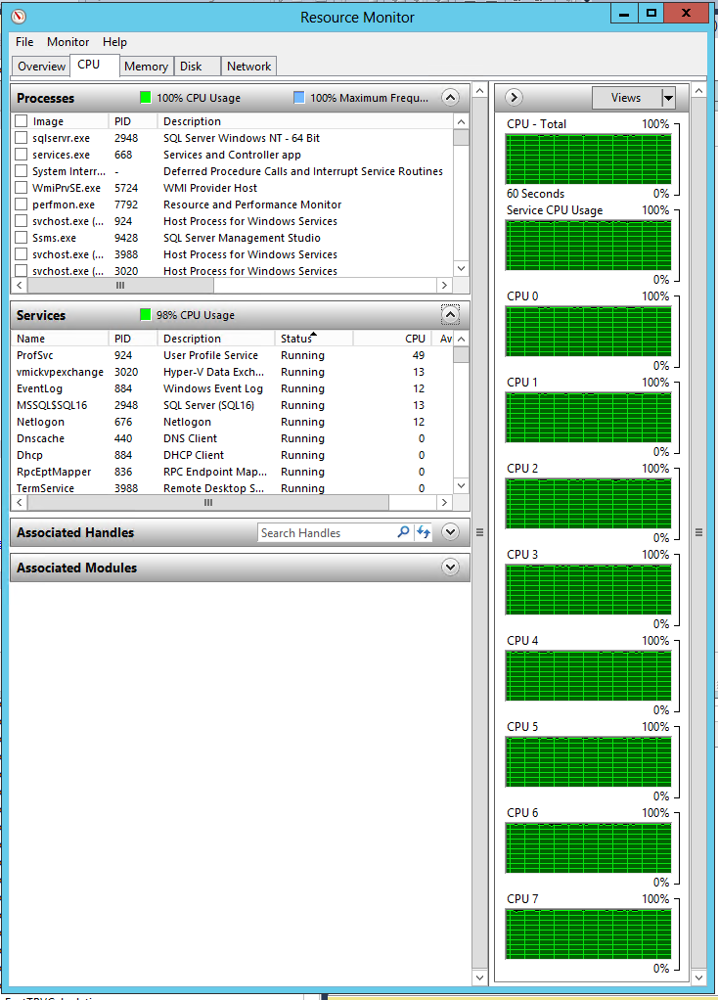 Resource Monitor
File Monitor Help
Overview CPU Memory Disk Network
Processes 100% CPU Usage 100% Maximum Frequ...
Image PID Description
sqlservr.exe 2948 SQL Server Windows NT - 64 Bit
services.exe 668 Services and Controller app
System Interr... - Deferred Procedure Calls and Interrupt Service Routines
WmiPrvSE.exe 5724 WMI Provider Host
perfmon.exe 7792 Resource and Performance Monitor
svchost.exe (... 924 Host Process for Windows Services
Ssms.exe 9428 SQL Server Management Studio
svchost.exe (... 3988 Host Process for Windows Services
svchost.exe (... 3020 Host Process for Windows Services
Services 98% CPU Usage
Name PID Description Status CPU Av
ProfSvc 924 User Profile Service Running 49
vmickvpexchange 3020 Hyper-V Data Exch... Running 13
EventLog 884 Windows Event Log Running 12
MSSQL$SQL16 2948 SQL Server (SQL16) Running 13
Netlogon 676 Netlogon Running 12
Dnscache 440 DNS Client Running 0
Dhcp 884 DHCP Client Running 0
RpcEptMapper 836 RPC Endpoint Map... Running 0
TermService 3988 Remote Desktop S... Running 0
Associated Handles Search Handles
Associated Modules
Views
CPU - Total 100%
60 Seconds 0%
Service CPU Usage 100%
0%
CPU 0 100%
0%
CPU 1 100%
0%
CPU 2 100%
0%
CPU 3 100%
0%
CPU 4 100%
0%
CPU 5 100%
0%
CPU 6 100%
0%
CPU 7 100%
0%